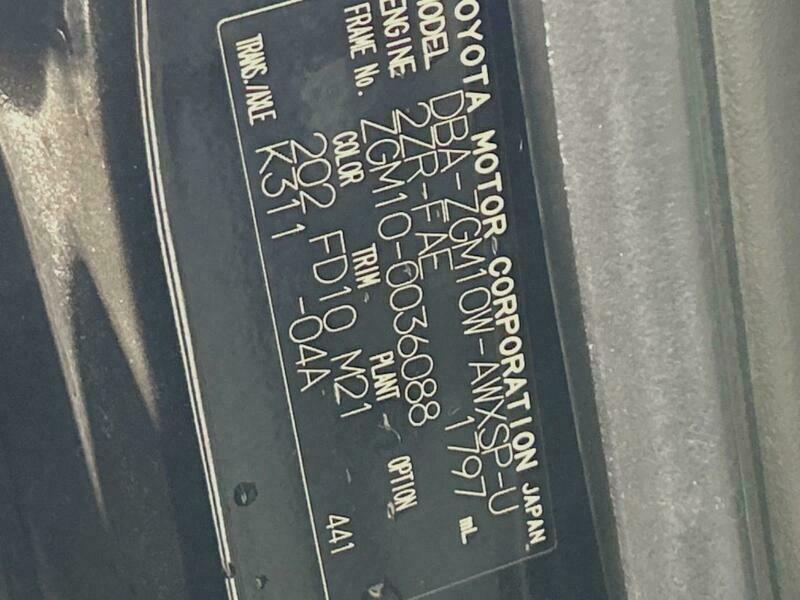 TOYOTA MOTOR CORPORATION JAPAN
MODEL DBA-ZGM10W-AWXSP-U
ENGINE 2ZR-FAE 1797 mL
FRAME No. ZGM10-0036088
COLOR TRIM PLANT OPTION
202 FD10 M21
TRANS./AXLE K311 -04A 441